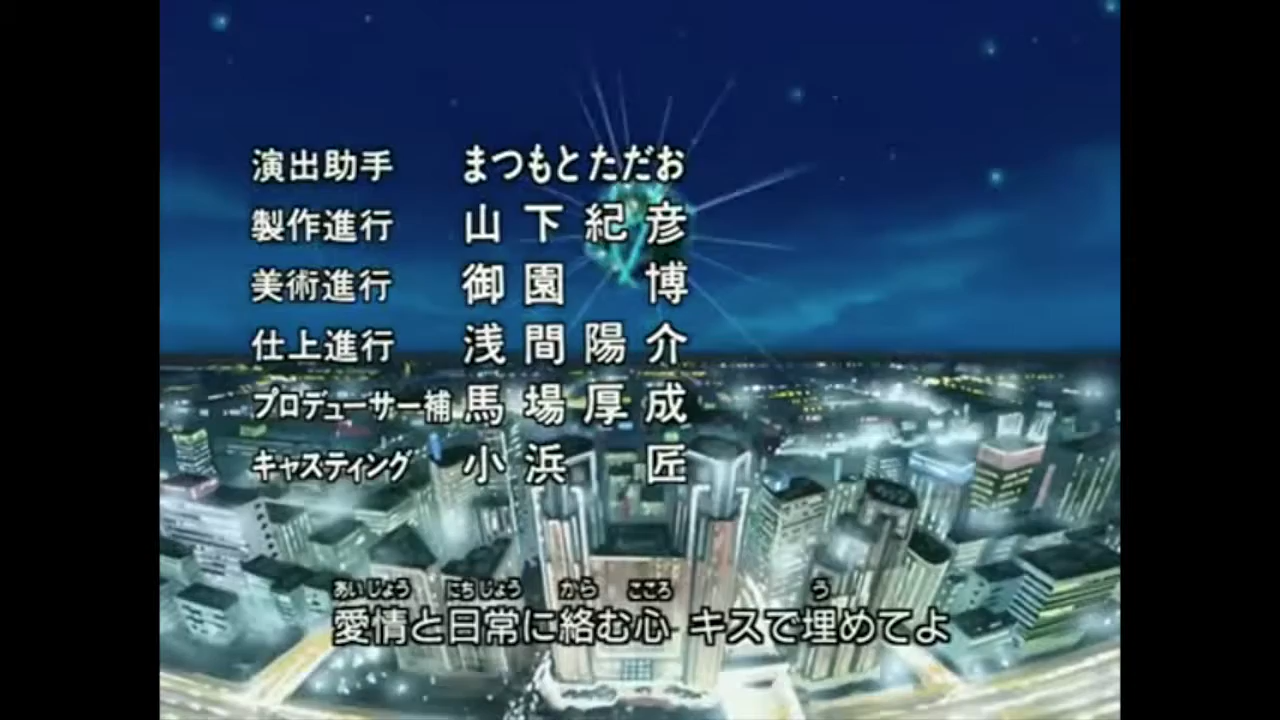 演出助手 まつもとただお
製作進行 山下紀彦
美術進行 御園 博
仕上進行 浅間陽介
プロデューサー補 馬場厚成
キャスティング 小浜 匠
あいじょう にちじょう から こころ う
愛情と日常に絡む心 キスで埋めてよ